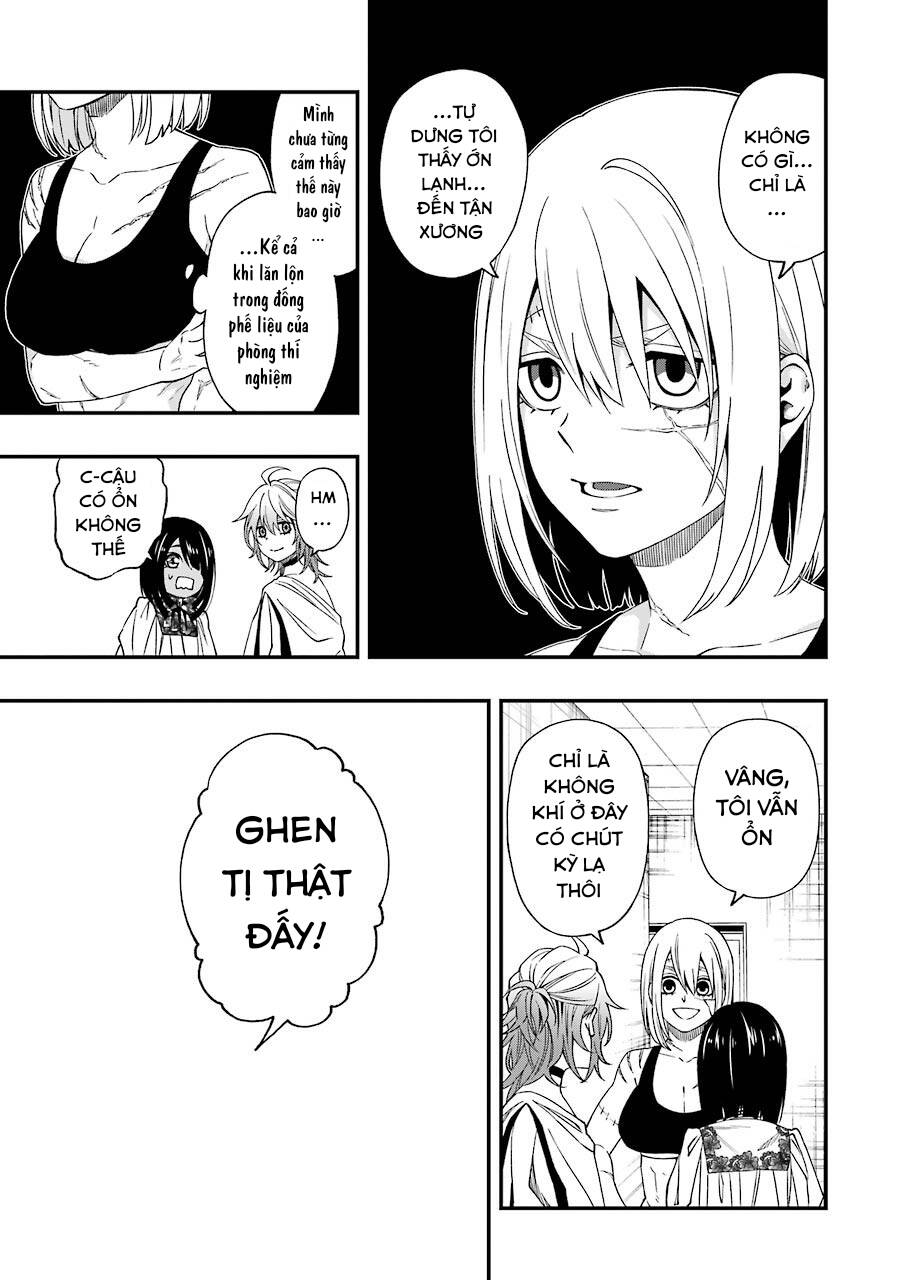 KHÔNG
CÓ GÌ...
CHỈ LÀ
...
...TỰ
DƯNG TÔI
THẤY ỚN
LẠNH...
ĐẾN TẬN
XƯƠNG
Mình
chưa từng
cảm thấy
thế này
bao giờ
...
...Kể cả
khi lăn lộn
trong đống
phế liệu của
phòng thí
nghiệm
HM
...
C-CẬU
CÓ ỔN
KHÔNG
THẾ
VÂNG,
TÔI VẪN
ỔN
CHỈ LÀ
KHÔNG
KHÍ Ở ĐÂY
CÓ CHÚT
KỲ LẠ
THÔI
GHEN
TỊ THẬT
ĐẤY!